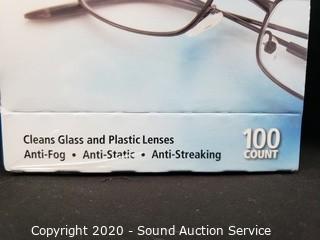 Cleans Glass and Plastic Lenses
Anti-Fog • Anti-Static • Anti-Streaking
100
COUNT
Copyright 2020 - Sound Auction Service